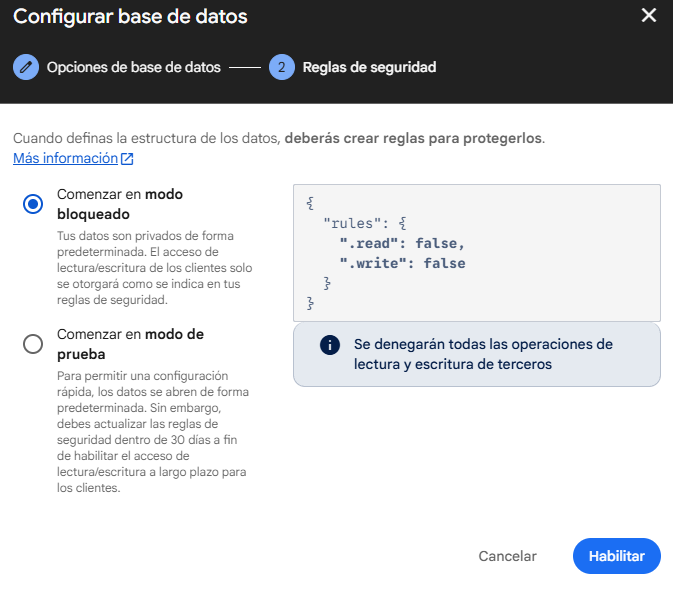 Configurar base de datos
Opciones de base de datos
2 Reglas de seguridad
Cuando definas la estructura de los datos, deberás crear reglas para protegerlos.
Más información
Comenzar en modo
bloqueado
Tus datos son privados de forma
predeterminada. El acceso de
lectura/escritura de los clientes solo
se otorgará como se indica en tus
reglas de seguridad.
Comenzar en modo de
prueba
Para permitir una configuración
rápida, los datos se abren de forma
predeterminada. Sin embargo,
debes actualizar las reglas de
seguridad dentro de 30 días a fin
de habilitar el acceso de
lectura/escritura a largo plazo para
los clientes.
{
"rules": {
".read": false,
".write": false
}
}
Se denegarán todas las operaciones de
lectura y escritura de terceros
Cancelar
Habilitar